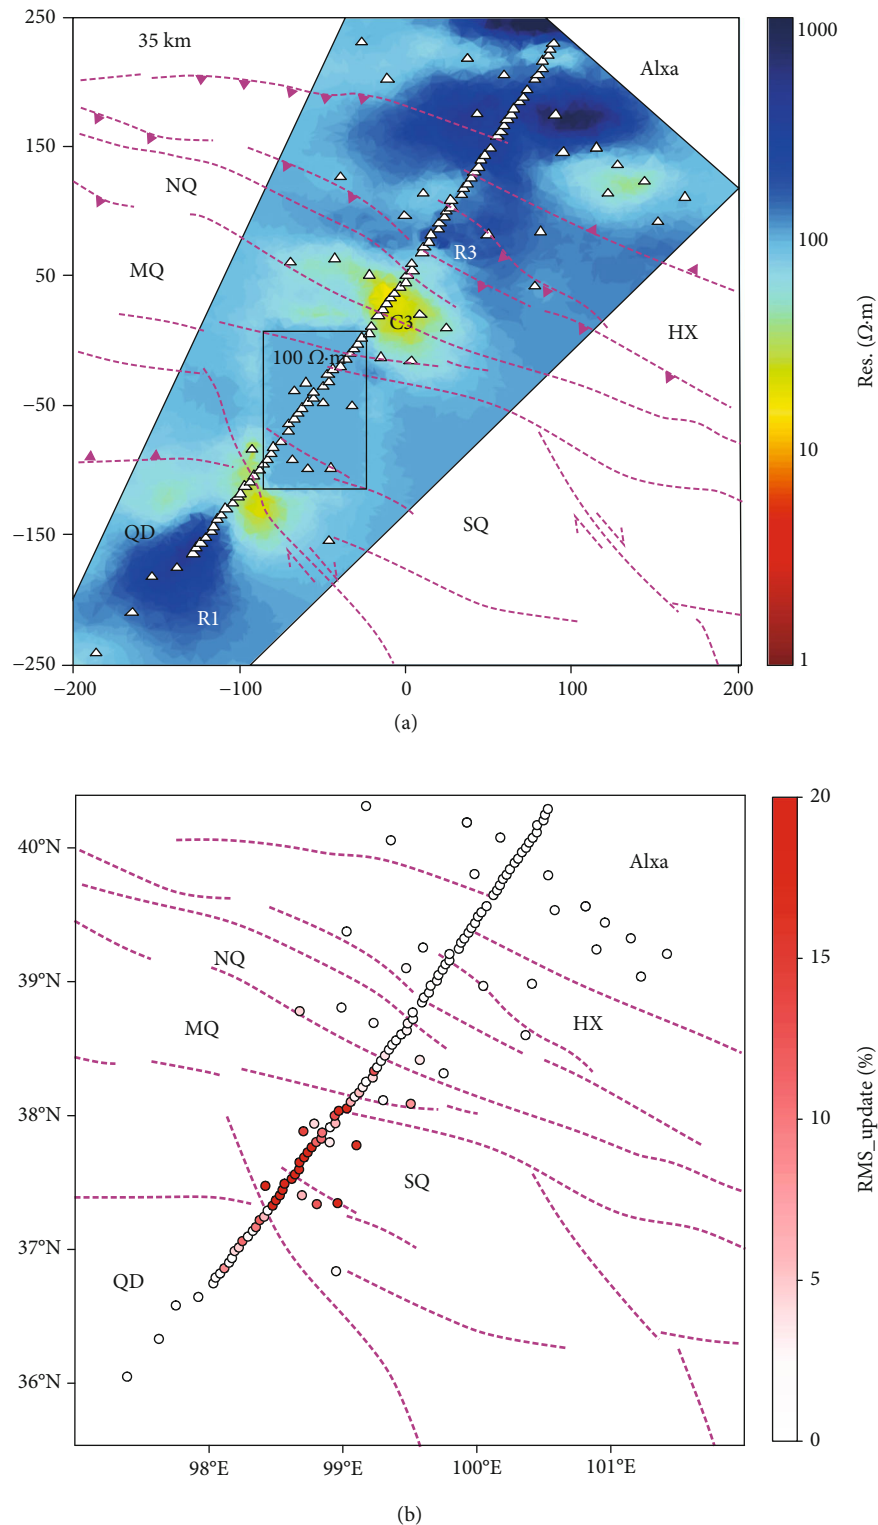 250
150
50
−50
−150
−250
−200
−100
0
100
200
35 km
Alxa
NQ
MQ
R3
C3
HX
100 Ω·m
SQ
QD
R1
1000
100
10
1
Res. (Ω·m)
(a)
40°N
39°N
38°N
37°N
36°N
98°E
99°E
100°E
101°E
Alxa
NQ
MQ
HX
SQ
QD
20
15
10
5
0
RMS_update (%)
(b)